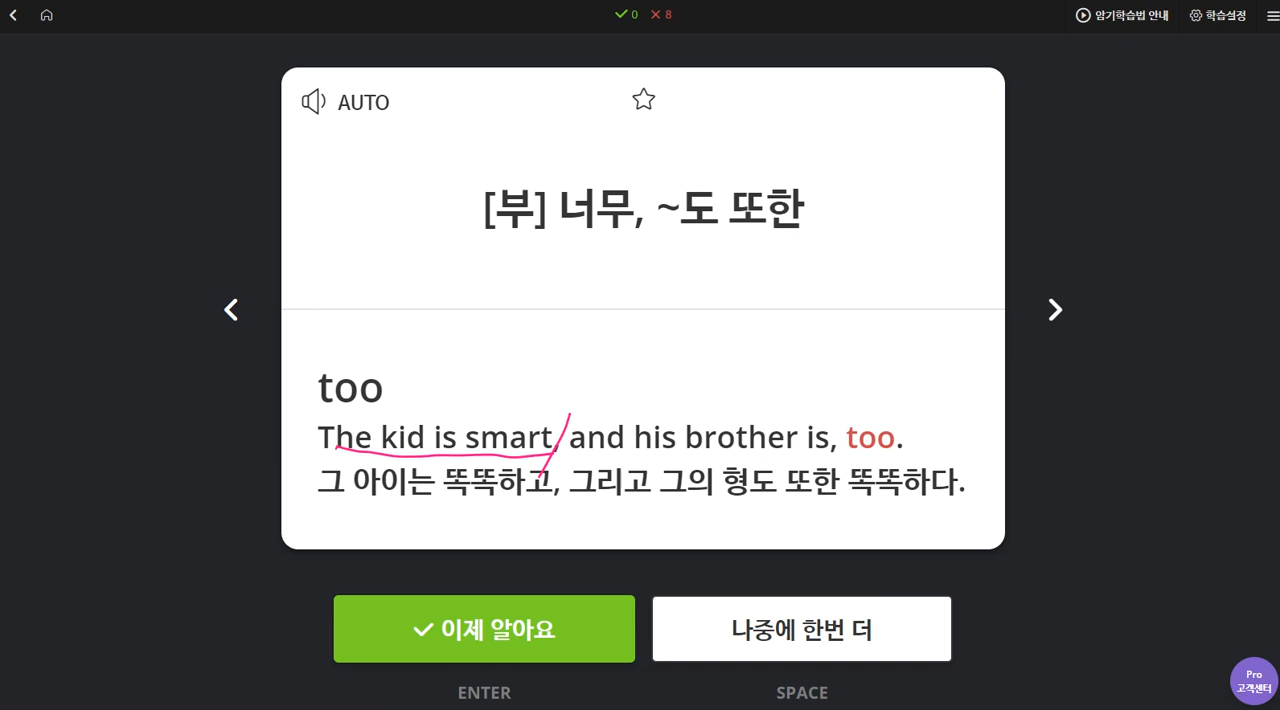 0 8 암기학습법 안내 학습설정
AUTO
[부] 너무, ~도 또한
too
The kid is smart, and his brother is, too.
그 아이는 똑똑하고, 그리고 그의 형도 또한 똑똑하다.
이제 알아요 나중에 한번 더
ENTER SPACE
Pro
고객센터